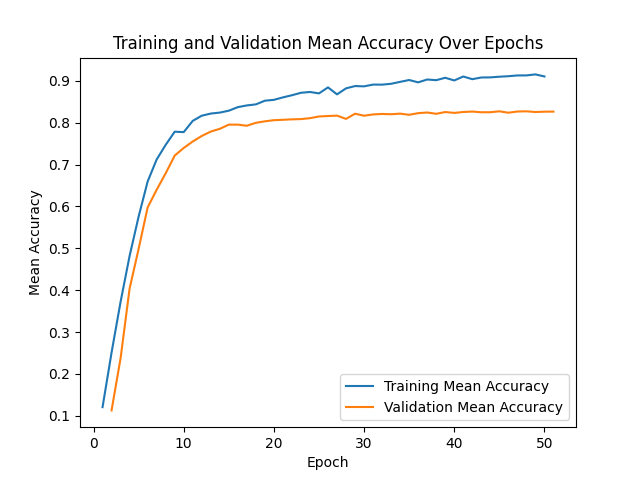 Training and Validation Mean Accuracy Over Epochs
0.9
0.8
0.7
0.6
0.5
0.4
0.3
0.2
0.1
Mean Accuracy
Training Mean Accuracy
Validation Mean Accuracy
0 10 20 30 40 50
Epoch